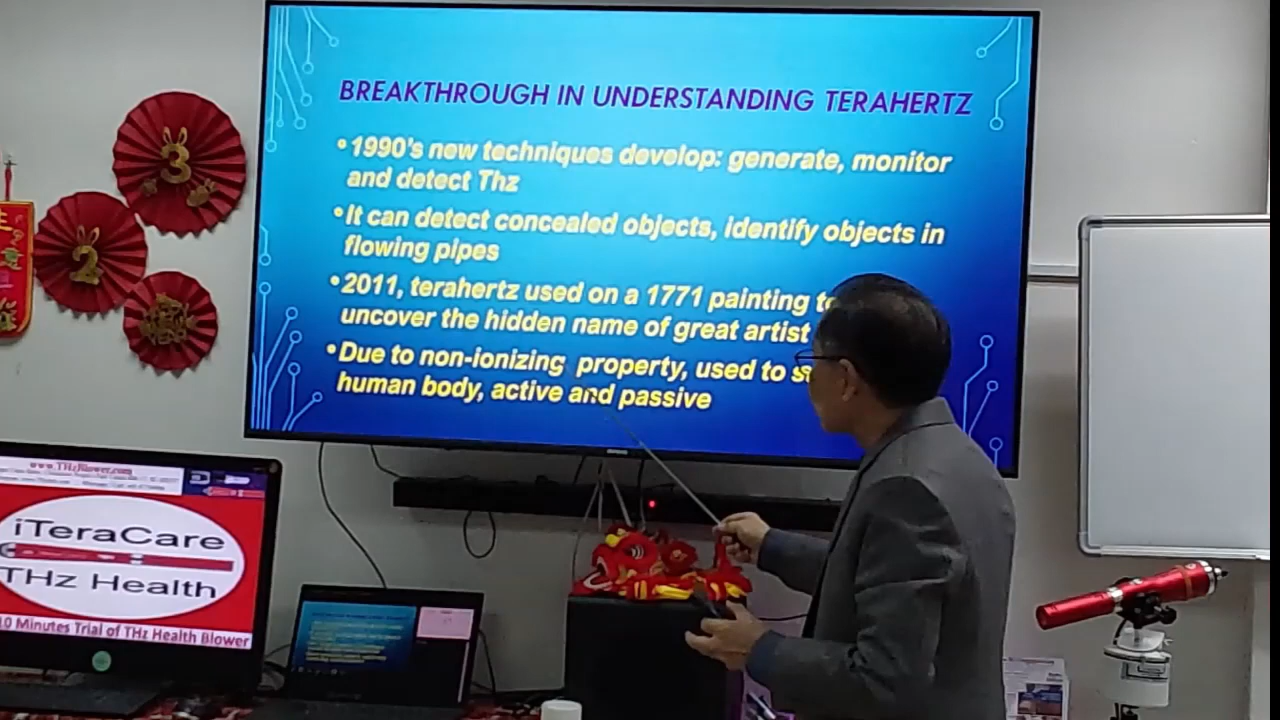 BREAKTHROUGH IN UNDERSTANDING TERAHERTZ
•1990's new techniques develop: generate, monitor
and detect Thz
•It can detect concealed objects, identify objects in
flowing pipes
•2011, terahertz used on a 1771 painting
uncover the hidden name of great artist
•Due to non-ionizing property, used to
human body, active and passive
3
2
www.THzBlower.com
iTeraCare
THz Health
10 Minutes Trial of THz Health Blower